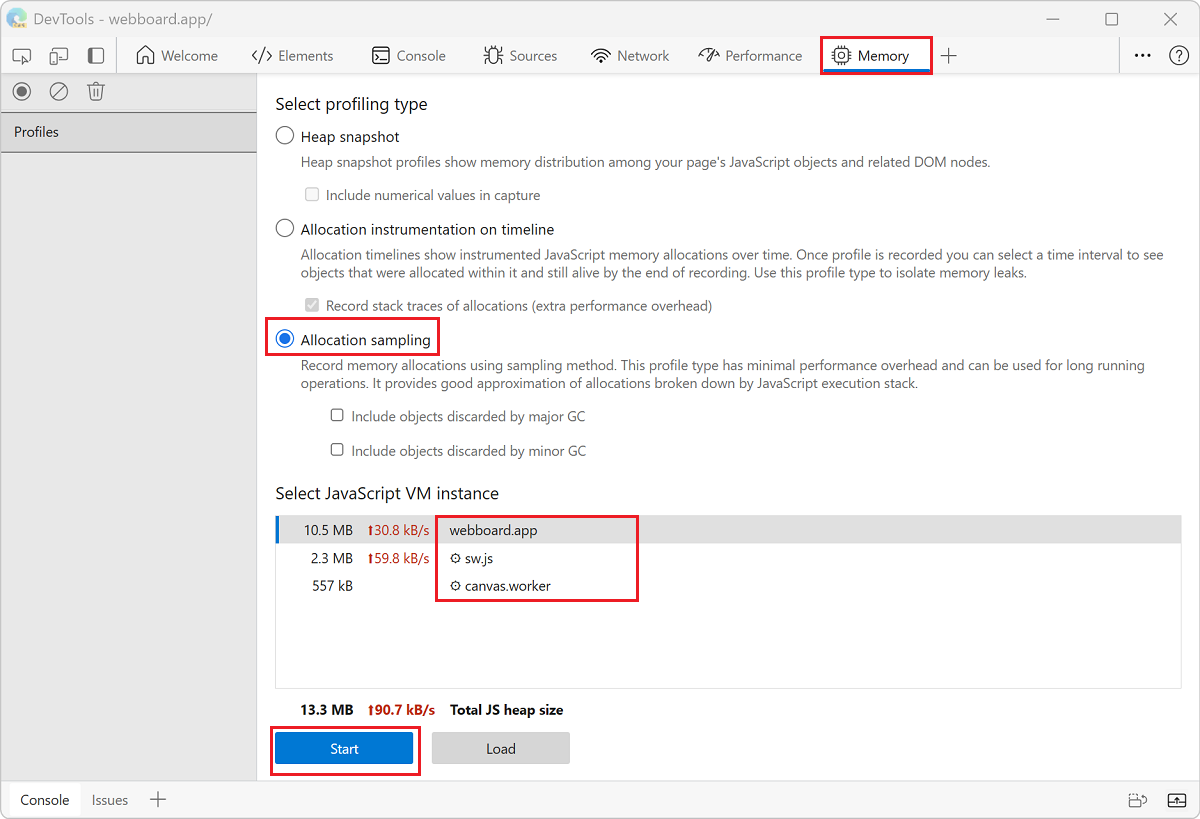 DevTools - webboard.app/
Welcome Elements Console Sources Network Performance Memory
Profiles
Select profiling type
Heap snapshot
Heap snapshot profiles show memory distribution among your page's JavaScript objects and related DOM nodes.
Include numerical values in capture
Allocation instrumentation on timeline
Allocation timelines show instrumented JavaScript memory allocations over time. Once profile is recorded you can select a time interval to see
objects that were allocated within it and still alive by the end of recording. Use this profile type to isolate memory leaks.
Record stack traces of allocations (extra performance overhead)
Allocation sampling
Record memory allocations using sampling method. This profile type has minimal performance overhead and can be used for long running
operations. It provides good approximation of allocations broken down by JavaScript execution stack.
Include objects discarded by major GC
Include objects discarded by minor GC
Select JavaScript VM instance
10.5 MB ⬆30.8 kB/s webboard.app
2.3 MB ⬆59.8 kB/s sw.js
557 kB canvas.worker
13.3 MB ⬆90.7 kB/s Total JS heap size
Start Load
Console Issues